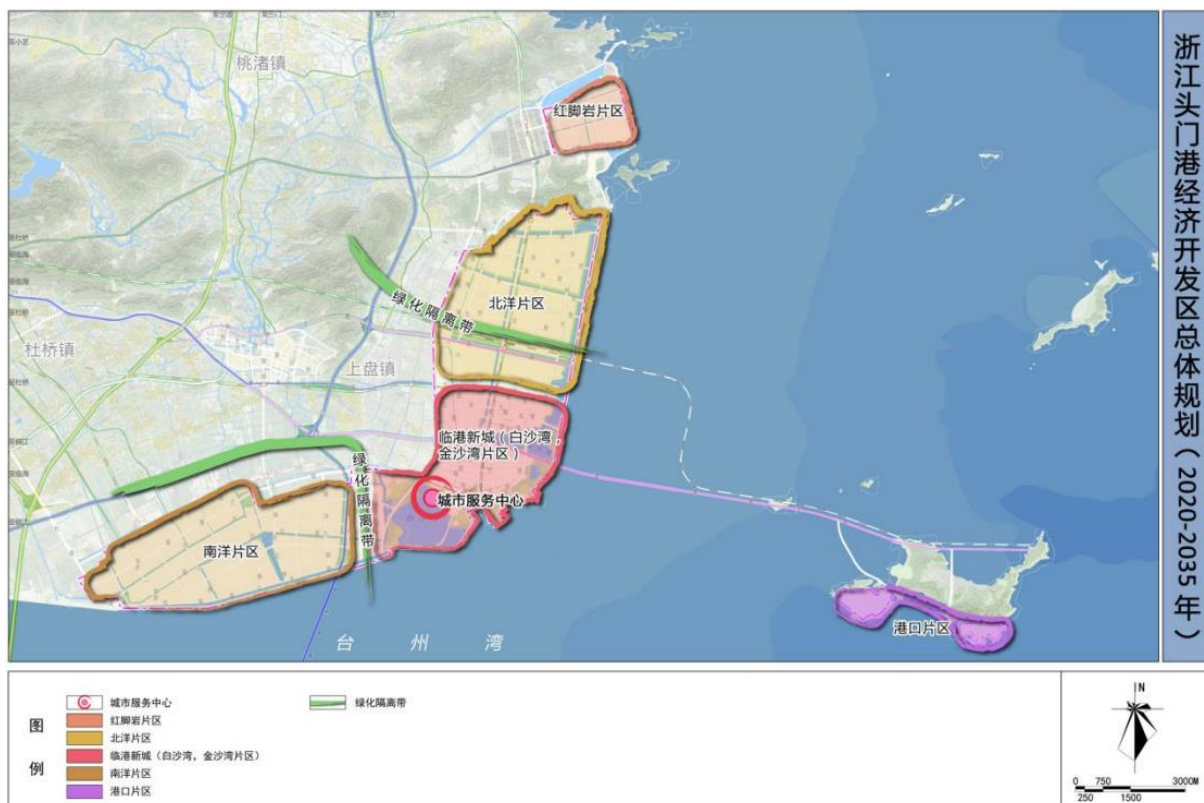 浙江头门港经济开发区总体规划（2020-2035年）
桃渚镇
红脚岩片区
北洋片区
绿化隔离带
杜桥镇
上盘镇
临港新城（白沙湾，
金沙湾片区）
城市服务中心
绿化隔离带
南洋片区
港口片区
台州湾
图例
城市服务中心
绿化隔离带
红脚岩片区
北洋片区
临港新城（白沙湾，金沙湾片区）
南洋片区
港口片区
N
0 750 3000M
250 1500